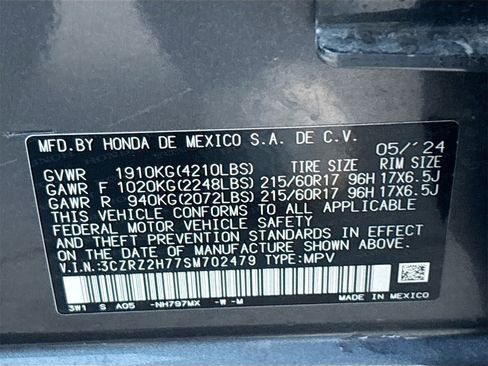 MFD.BY HONDA DE MEXICO S.A. DE C.V. 05/'24
GVWR 1910KG(4210LBS) TIRE SIZE RIM SIZE
GAWR F 1020KG(2248LBS) 215/60R17 96H 17X6.5J
GAWR R 940KG(2072LBS) 215/60R17 96H 17X6.5J
THIS VEHICLE CONFORMS TO ALL APPLICABLE
FEDERAL MOTOR VEHICLE SAFETY AND THEFT
PREVENTION STANDARDS IN EFFECT ON THE
DATE OF MANUFACTURE SHOWN ABOVE.
V.I.N.:3CZRZ2H77SM702479 TYPE:MPV
3W1 S A05 -NH797MX -W -M